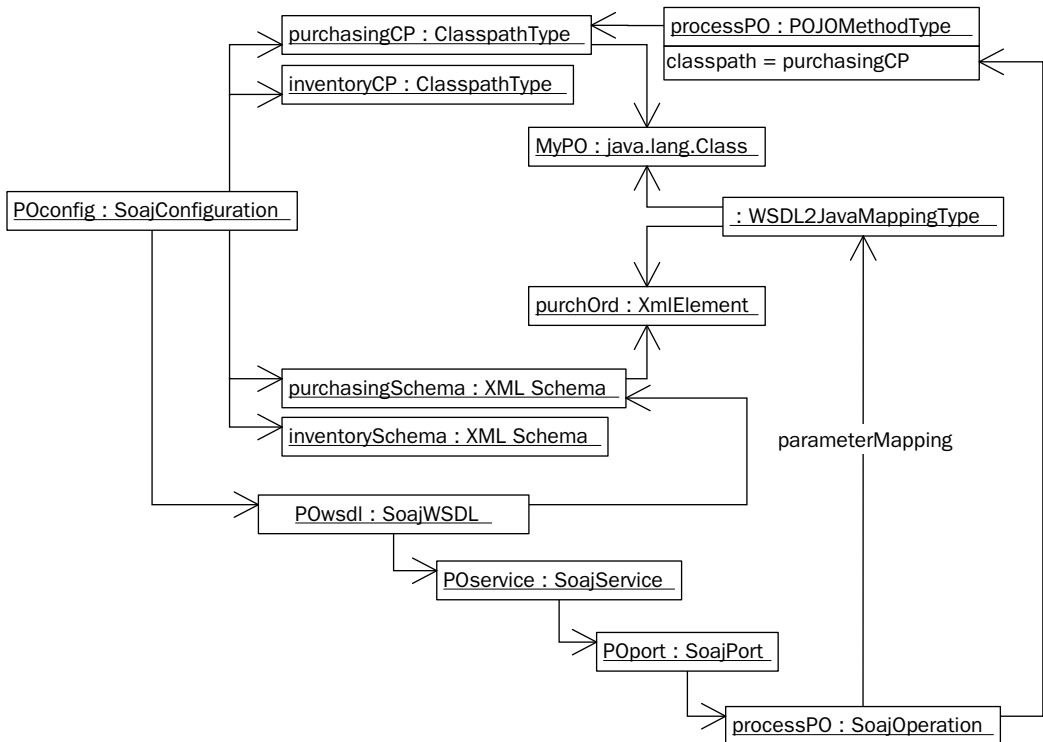 purchasingCP : ClasspathType
processPO : POJOMethodType
classpath = purchasingCP
inventoryCP : ClasspathType
MyPO : java.lang.Class
POconfig : SoajConfiguration
: WSDL2JavaMappingType
purchOrd : XmlElement
purchasingSchema : XML Schema
inventorySchema : XML Schema
parameterMapping
POwsdl : SoajWSDL
POservice : SoajService
POport : SoajPort
processPO : SoajOperation